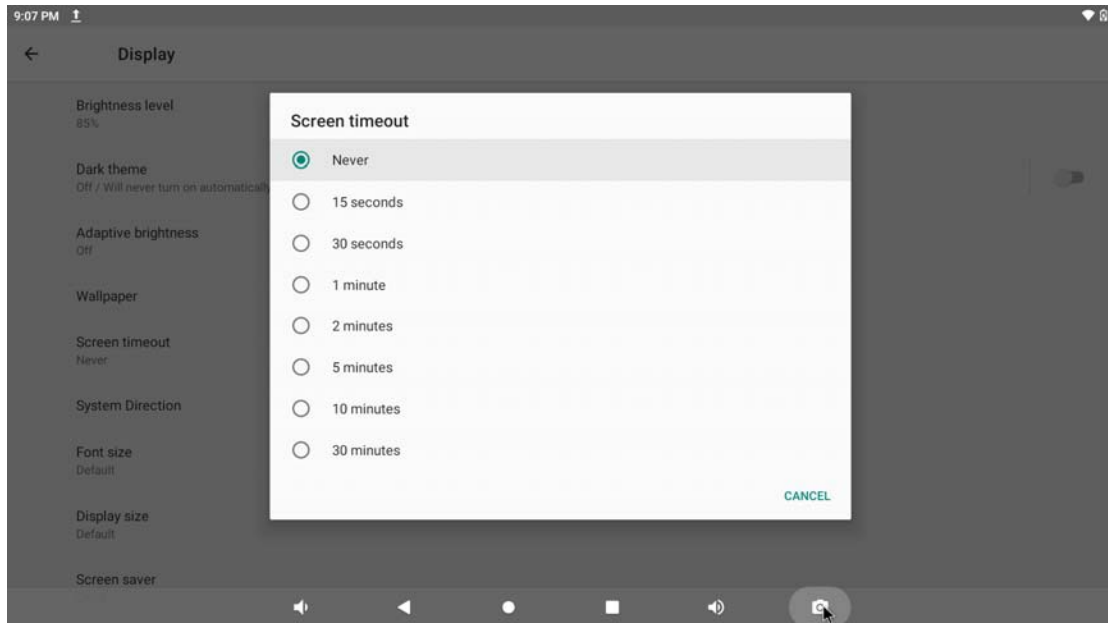 9:07 PM
Display
Brightness level
85%
Dark theme
Off / Will never turn on automatically
Adaptive brightness
Off
Wallpaper
Screen timeout
Never
System Direction
Font size
Default
Display size
Default
Screen saver
Screen timeout
Never
15 seconds
30 seconds
1 minute
2 minutes
5 minutes
10 minutes
30 minutes
CANCEL